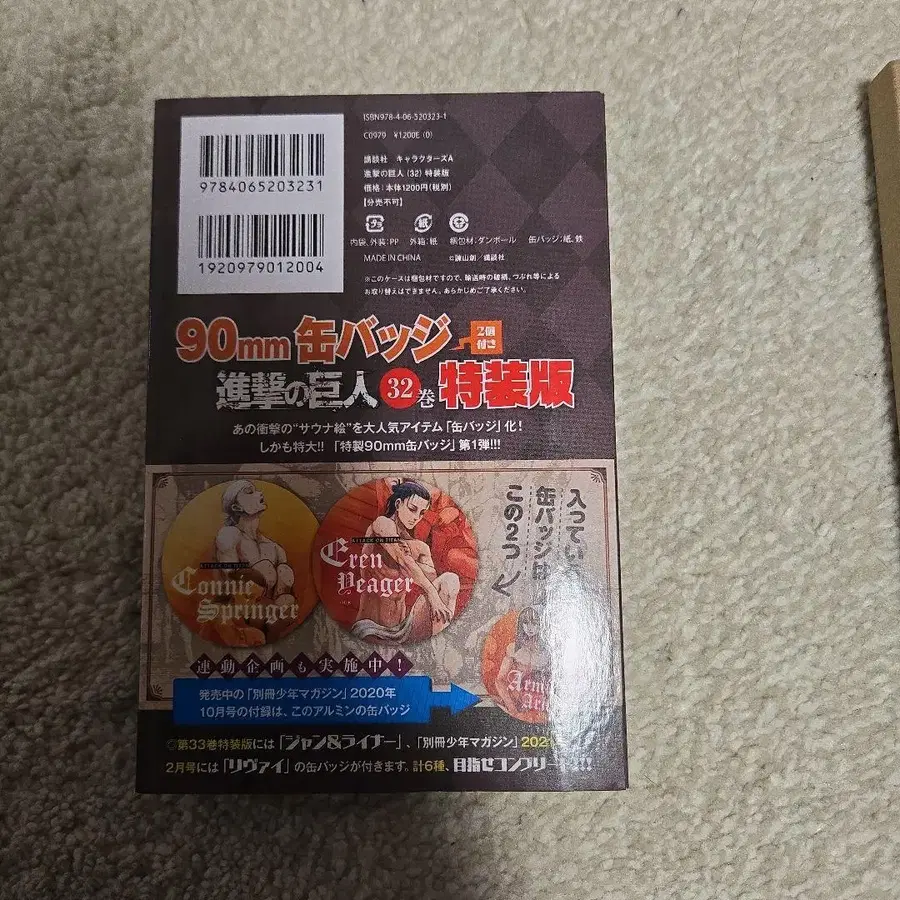 ISBN978-4-06-520323-1
C0979 ¥1200E (0)
9784065203231
講談社 キャラクターズA
進撃の巨人 (32) 特装版
価格:本体1200円(税別)
【分売不可】
プラ
紙
内袋、外装:PP 外箱:紙 梱包材:ダンボール 缶バッジ:紙、鉄
MADE IN CHINA ©諫山創/講談社
1920979012004
※このケースは梱包材ですので、輸送時の破損、つぶれ等による
お取り替えはできません。あらかじめご了承ください。
90mm 缶バッジ
2個
付き
進撃の巨人 32巻 特装版
あの衝撃の“サウナ絵”を大人気アイテム「缶バッジ」化!
しかも特大!! 「特製90mm缶バッジ」第1弾!!!
ATTACK ON TITAN
Connie
Springer
ATTACK ON TITAN
Eren
Yeager
入ってい
缶バッジは
この2つ
連動企画も実施中!
発売中の「別冊少年マガジン」2020年
10月号の付録は、このアルミンの缶バッジ
◎第33巻特装版には「ジャン&ライナー」、「別冊少年マガジン」202
2月号には「リヴァイ」の缶バッジが付きます。計6種、目指せコンプリート!!